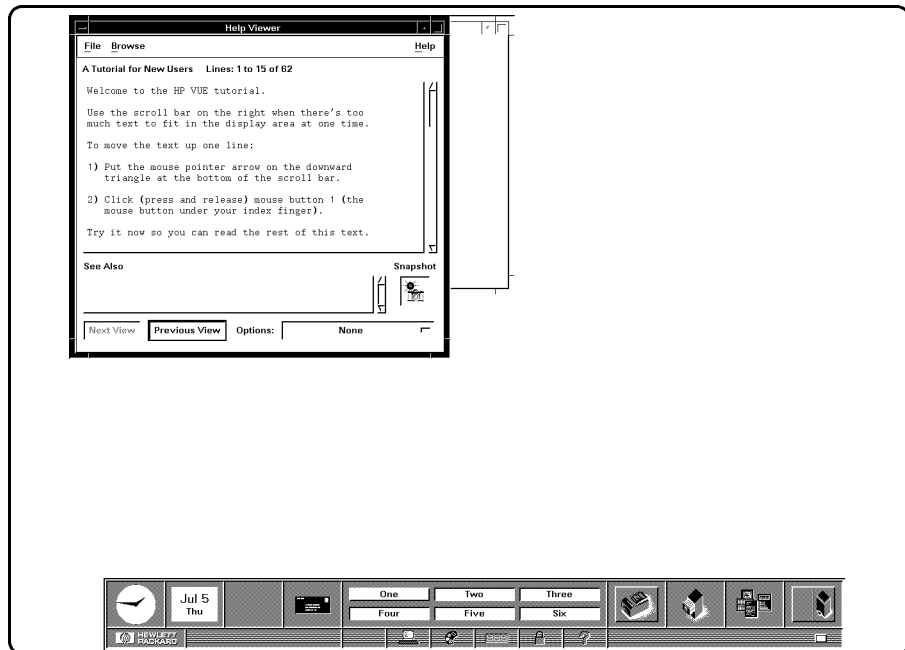 Help Viewer
File Browse Help
A Tutorial for New Users Lines: 1 to 15 of 62
Welcome to the HP VUE tutorial.
Use the scroll bar on the right when there's too
much text to fit in the display area at one time.
To move the text up one line:
1) Put the mouse pointer arrow on the downward
triangle at the bottom of the scroll bar.
2) Click (press and release) mouse button 1 (the
mouse button under your index finger).
Try it now so you can read the rest of this text.
See Also Snapshot
Next View Previous View Options: None
Jul 5
Thu
One Two Three
Four Five Six
HEWLETT
PACKARD
?